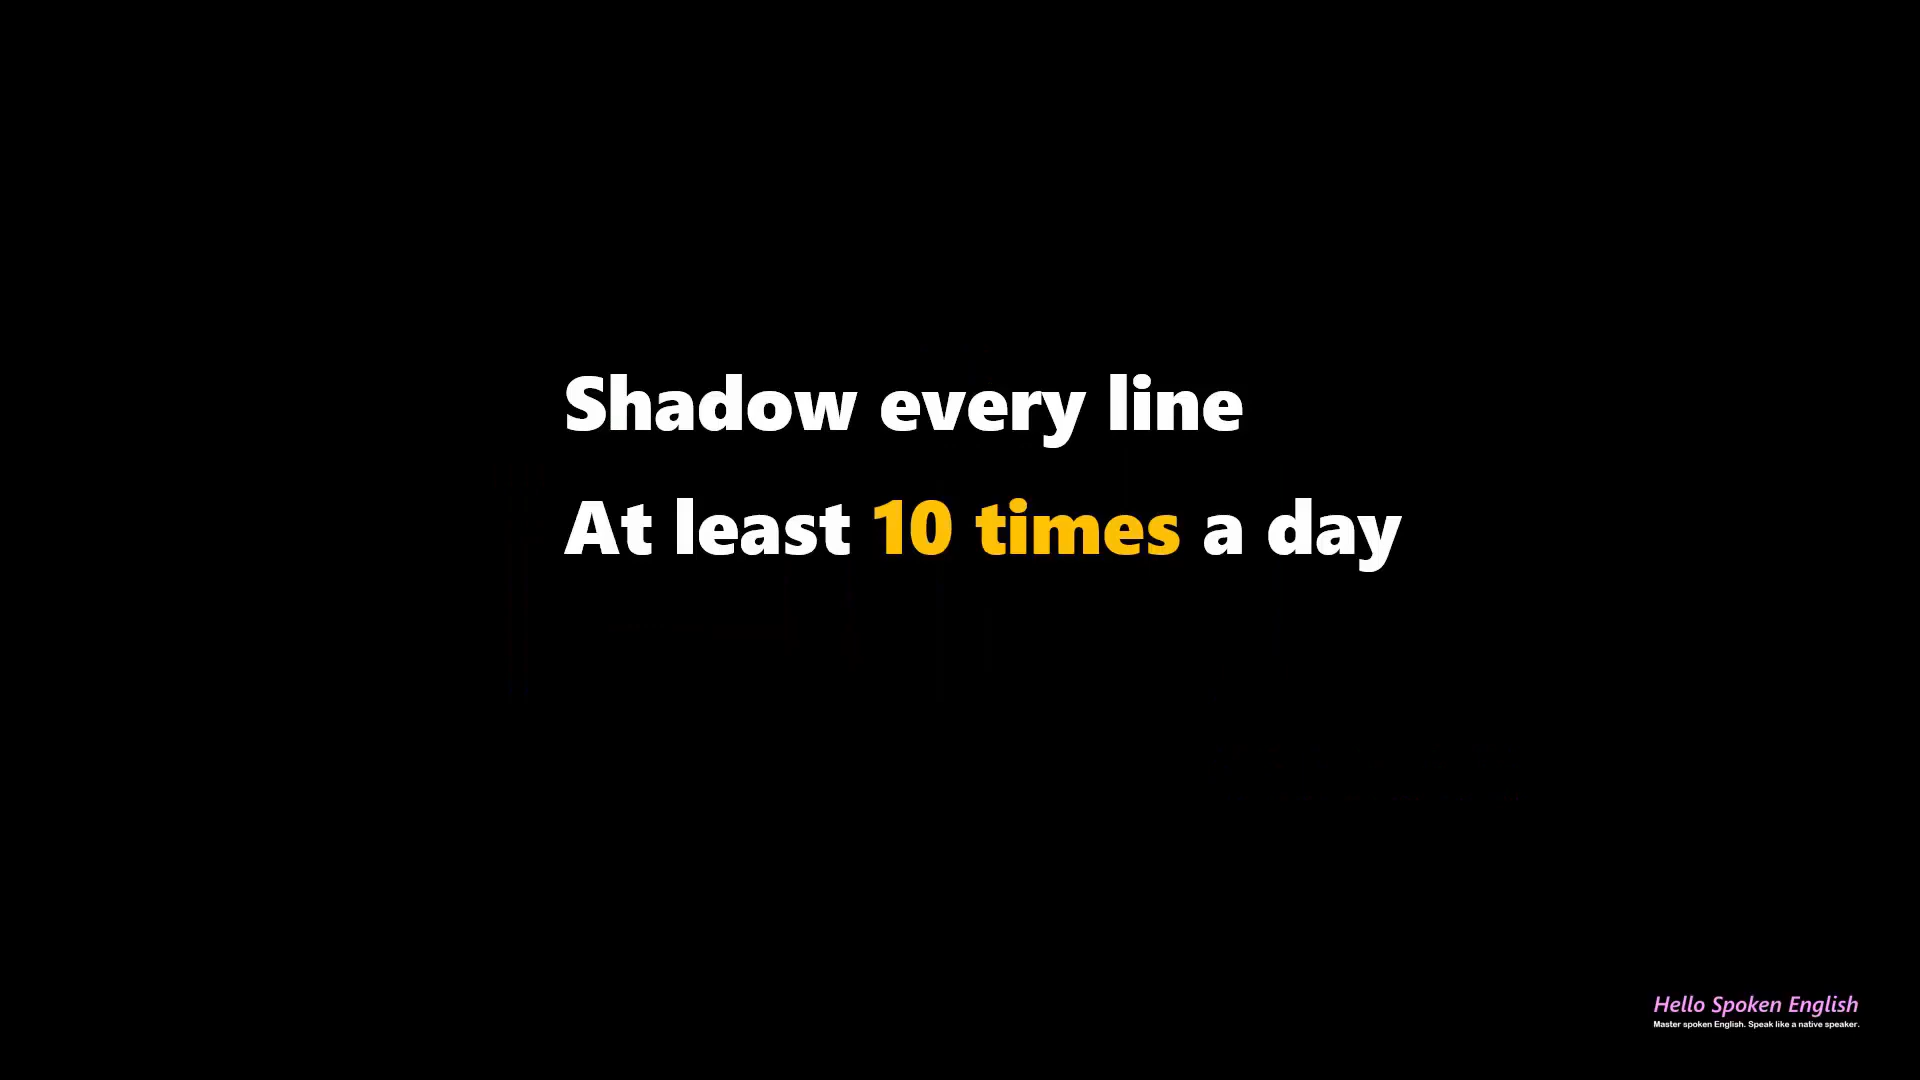 Shadow every line
At least 10 times a day
Hello Spoken English
Master spoken English. Speak like a native speaker.